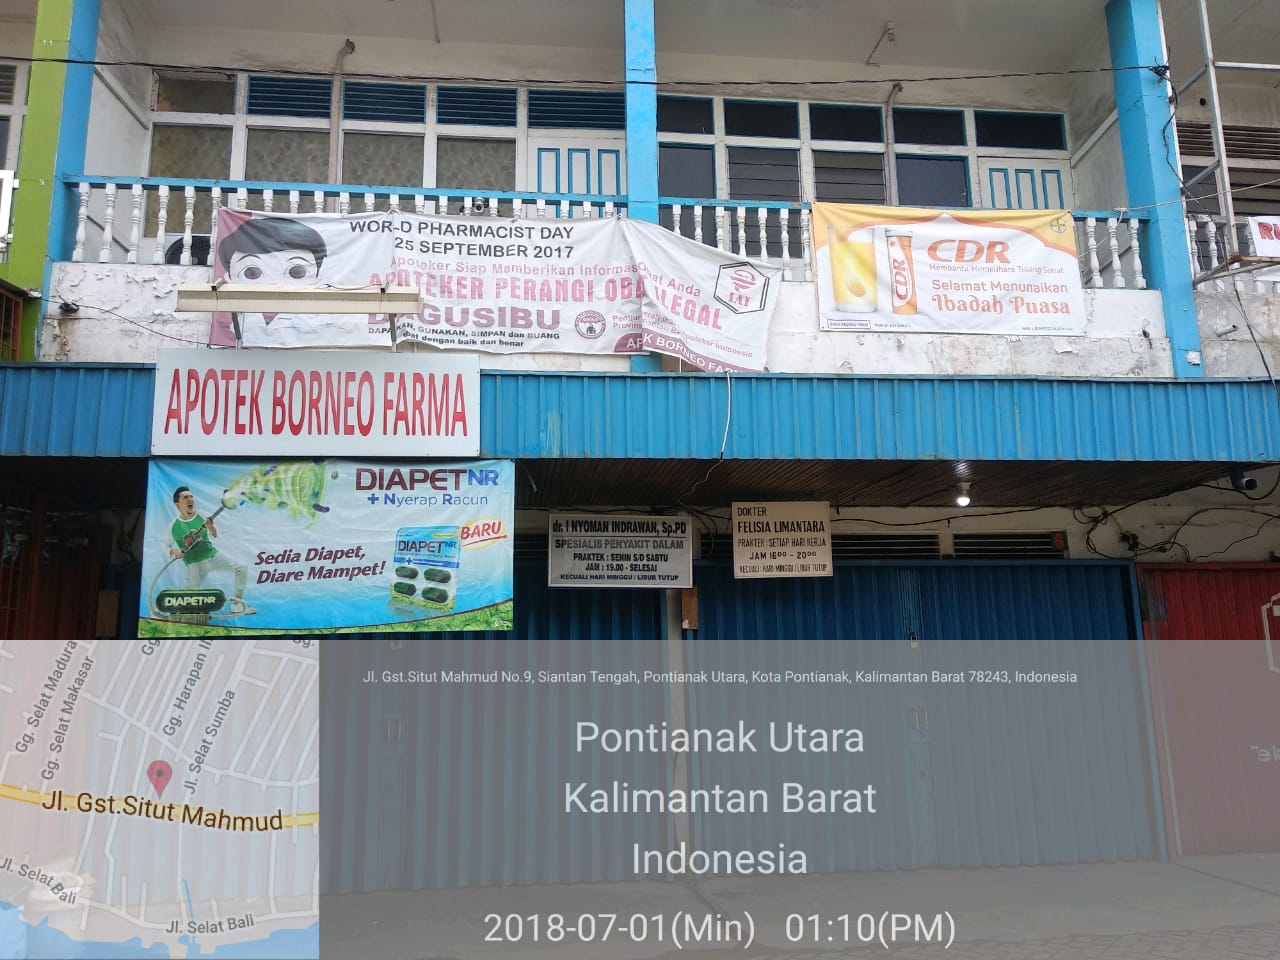 WOR-D PHARMACIST DAY
25 SEPTEMBER 2017
Apoteker Siap Memberikan Informas Obat Anda
APOTEKER PERANGI OBA ILEGAL
DAGUSIBU
DAPATKAN, GUNAKAN, SIMPAN dan BUANG
obat dengan baik dan benar
IAI
CDR
Membantu Memelihara Tulang Sehat
Selamat Menunaikan
Ibadah Puasa
CDR
APOTEK BORNEO FARMA
DIAPET NR
+ Nyerap Racun
BARU
Sedia Diapet,
Diare Mampet!
DIAPET NR
DIAPET NR
dr. I NYOMAN INDRAWAN, Sp.PD
SPESIALIS PENYAKIT DALAM
PRAKTEK : SENIN S/D SABTU
JAM : 19.00 - SELESAI
KECUALI HARI MINGGU / LIBUR TUTUP
DOKTER
FELISIA LIMANTARA
PRAKTEK : SETIAP HARI KERJA
JAM 16⁰⁰ - 20⁰⁰
KECUALI : HARI MINGGU / LIBUR TUTUP
6
Jl. Gst.Situt Mahmud No.9, Siantan Tengah, Pontianak Utara, Kota Pontianak, Kalimantan Barat 78243, Indonesia
Pontianak Utara
Kalimantan Barat
Indonesia
2018-07-01(Min) 01:10(PM)
Gg. Selat Madura
Gg. Selat Makasar
Gg. Harapan II
Jl. Selat Sumba
Jl. Gst.Situt Mahmud
Jl. Selat Bali
Jl. Selat Bali